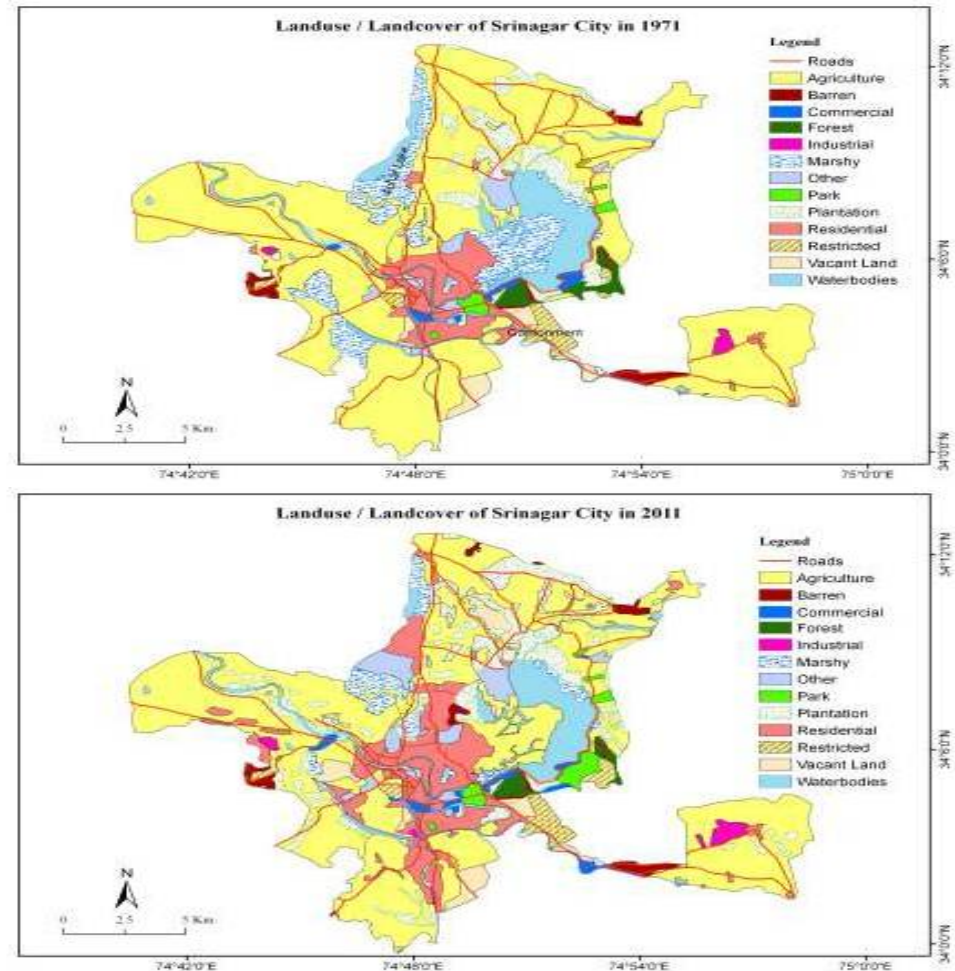 Landuse / Landcover of Srinagar City in 1971
Legend
Roads
Agriculture
Barren
Commercial
Forest
Industrial
Marshy
Other
Park
Plantation
Residential
Restricted
Vacant Land
Waterbodies
Cantonment
N
0 2.5 5 Km
34°12'0"N
34°6'0"N
34°0'0"N
74°42'0"E 74°48'0"E 74°54'0"E 75°0'0"E
Landuse / Landcover of Srinagar City in 2011
Legend
Roads
Agriculture
Barren
Commercial
Forest
Industrial
Marshy
Other
Park
Plantation
Residential
Restricted
Vacant Land
Waterbodies
N
0 2.5 5 Km
34°12'0"N
34°6'0"N
34°0'0"N
74°42'0"E 74°48'0"E 74°54'0"E 75°0'0"E